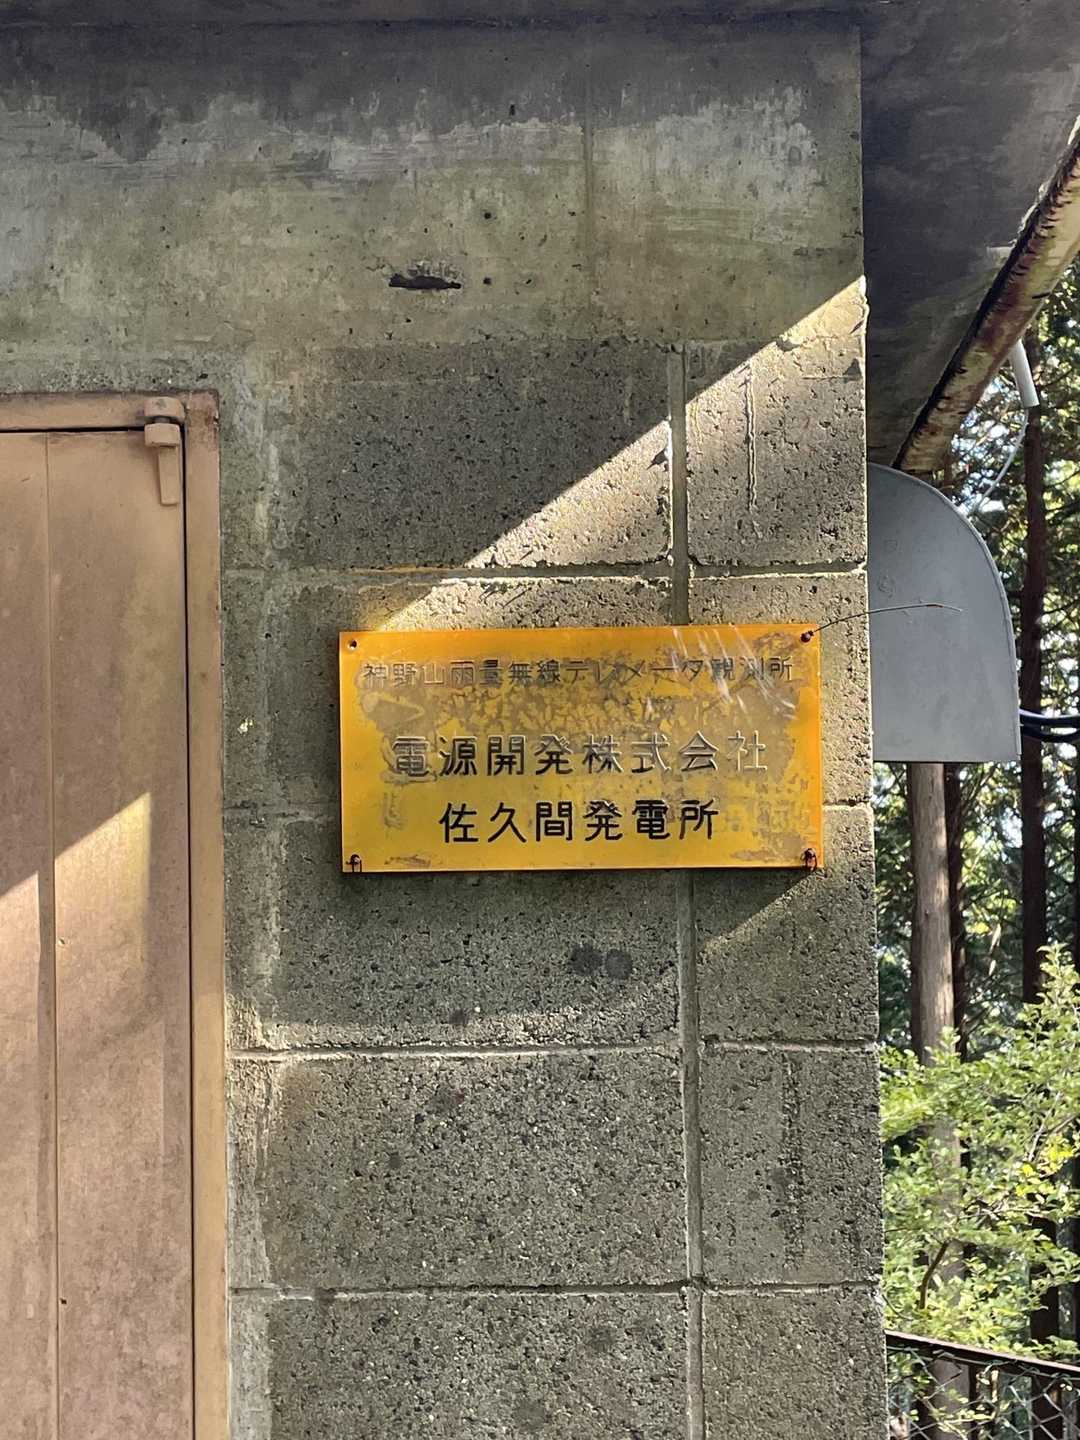 神野山雨量無線テレメータ観測所
電源開発株式会社
佐久間発電所